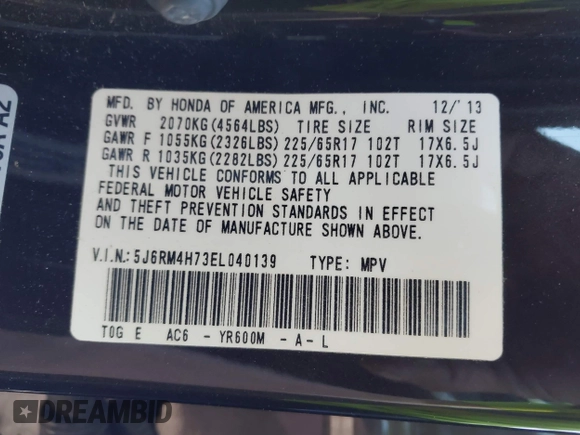 MFD. BY HONDA OF AMERICA MFG., INC. 12/'13
GVWR 2070KG(4564LBS) TIRE SIZE RIM SIZE
GAWR F 1055KG(2326LBS) 225/65R17 102T 17X6.5J
GAWR R 1035KG(2282LBS) 225/65R17 102T 17X6.5J
THIS VEHICLE CONFORMS TO ALL APPLICABLE
FEDERAL MOTOR VEHICLE SAFETY
AND THEFT PREVENTION STANDARDS IN EFFECT
ON THE DATE OF MANUFACTURE SHOWN ABOVE.
V.I.N.: 5J6RM4H73EL040139 TYPE: MPV
T0G E AC6 - YR600M - A - L
DREAMBID